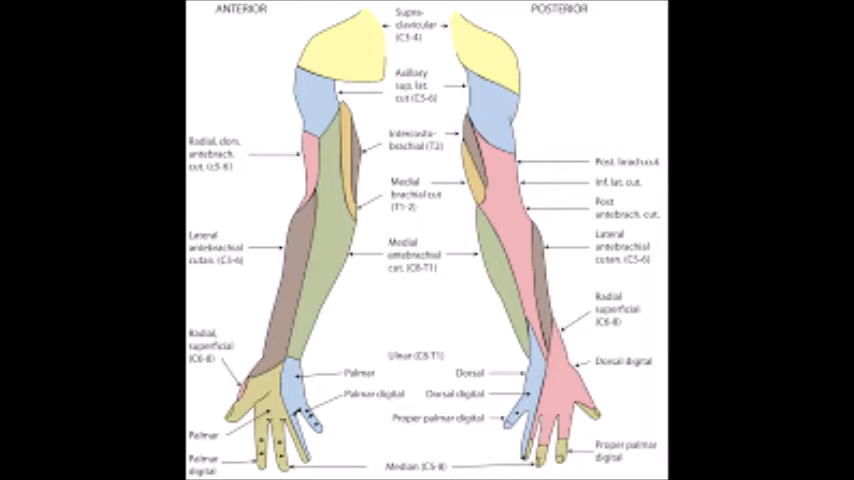 ANTERIOR
POSTERIOR
Supra-
clavicular
(C3-4)
Axillary
sup. lat.
cut (C5-6)
Intercosto-
brachial (T2)
Medial
brachial cut
(T1-2)
Medial
antebrachial
cut. (C8-T1)
Radial, dors.
antebrach.
cut. (c5-6)
Lateral
antebrachial
cutan. (C5-6)
Radial,
superficial
(C6-8)
Palmar
Palmar
digital
Ulnar (C8-T1)
Palmar
Dorsal
Palmar digital
Dorsal digital
Proper palmar digital
Median (C5-8)
Post. brach.cut.
Inf. lat. cut.
Post
antebrach. cut.
Lateral
antebrachial
cutan. (C5-6)
Radial
superficial
(C6-8)
Dorsal digital
Proper palmar
digital